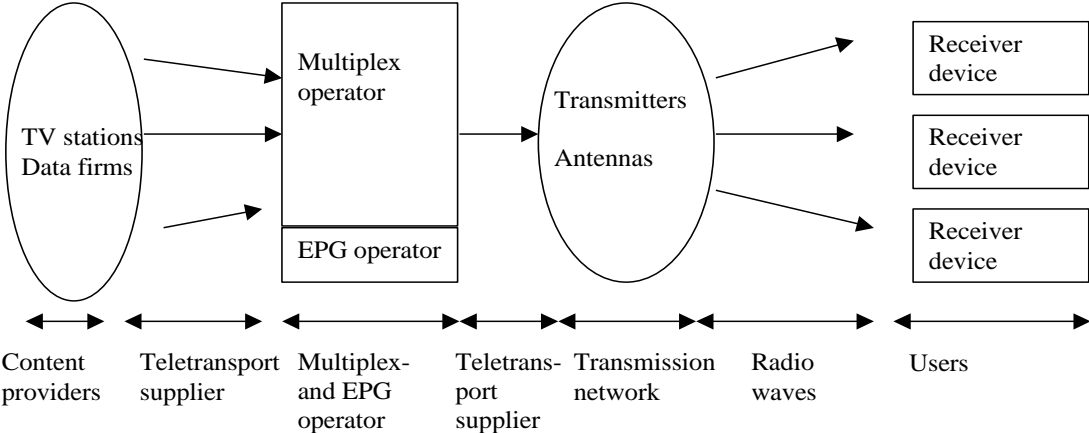 TV stations
Data firms
Multiplex
operator
EPG operator
Transmitters
Antennas
Receiver
device
Receiver
device
Receiver
device
Content
providers
Teletransport
supplier
Multiplex-
and EPG
operator
Teletrans-
port
supplier
Transmission
network
Radio
waves
Users